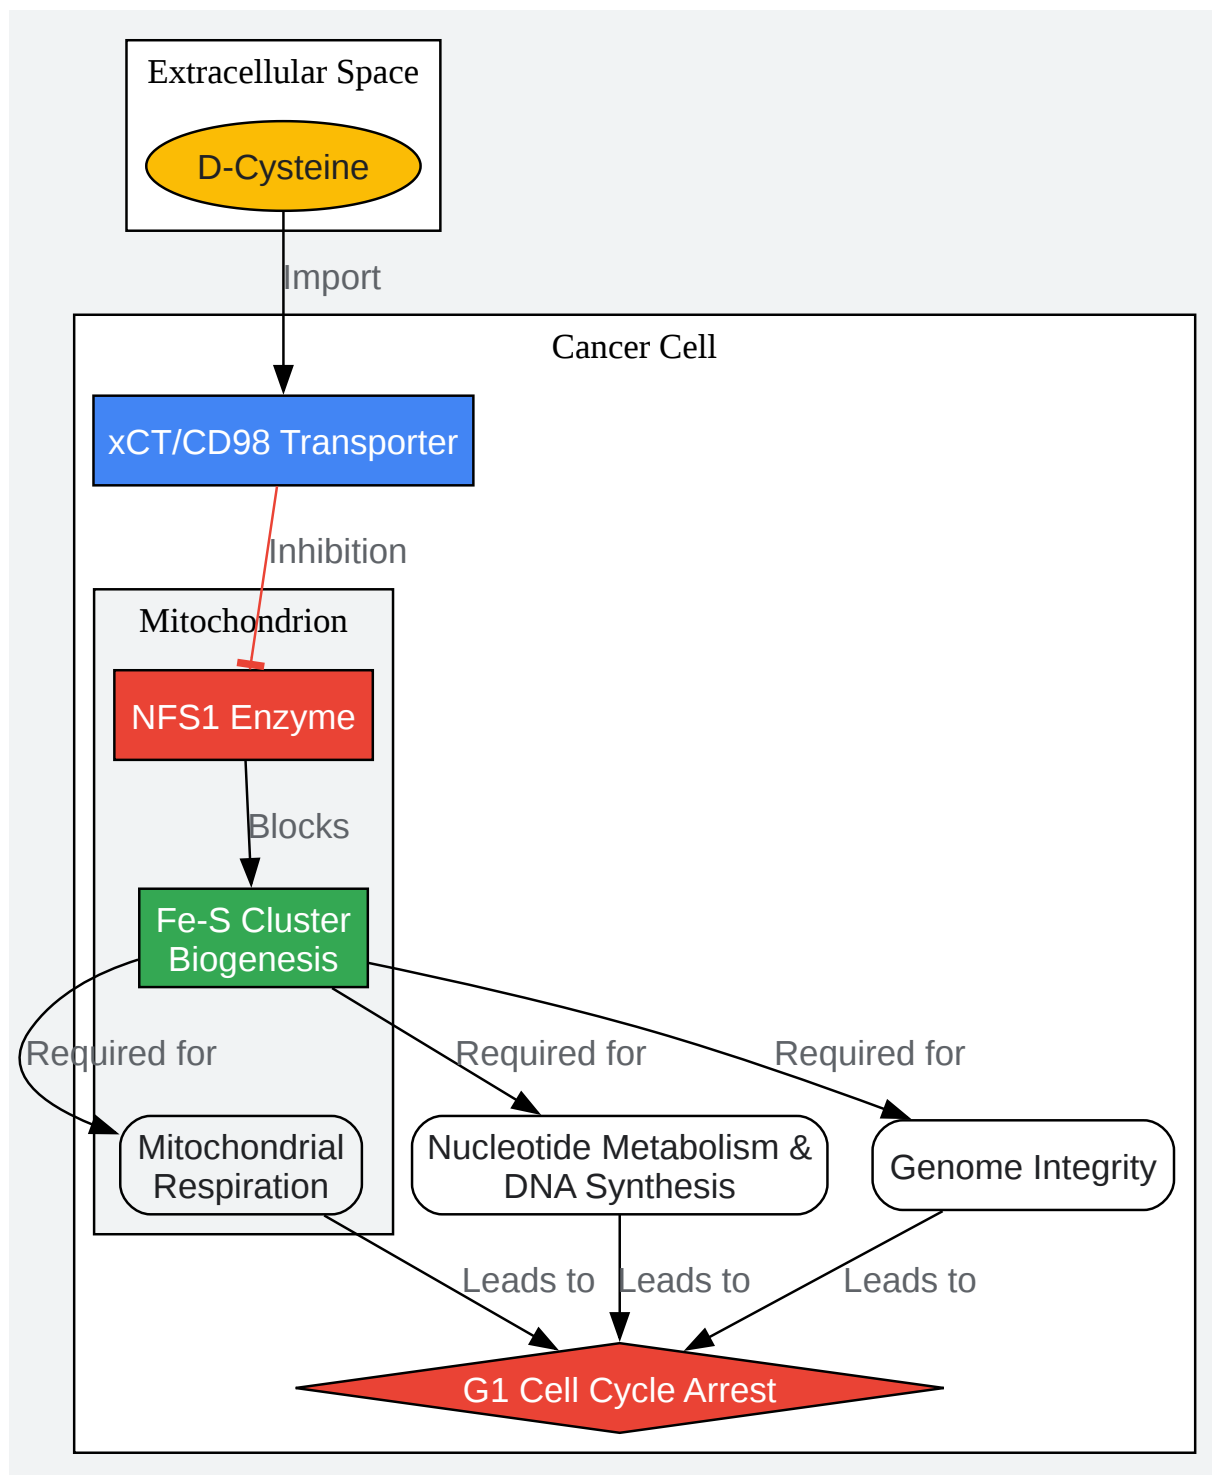 Extracellular Space
D-Cysteine
Import
Cancer Cell
xCT/CD98 Transporter
Inhibition
Mitochondrion
NFS1 Enzyme
Blocks
Fe-S Cluster
Biogenesis
Required for
Required for
Required for
Mitochondrial
Respiration
Nucleotide Metabolism &
DNA Synthesis
Genome Integrity
Leads to
Leads to
Leads to
G1 Cell Cycle Arrest